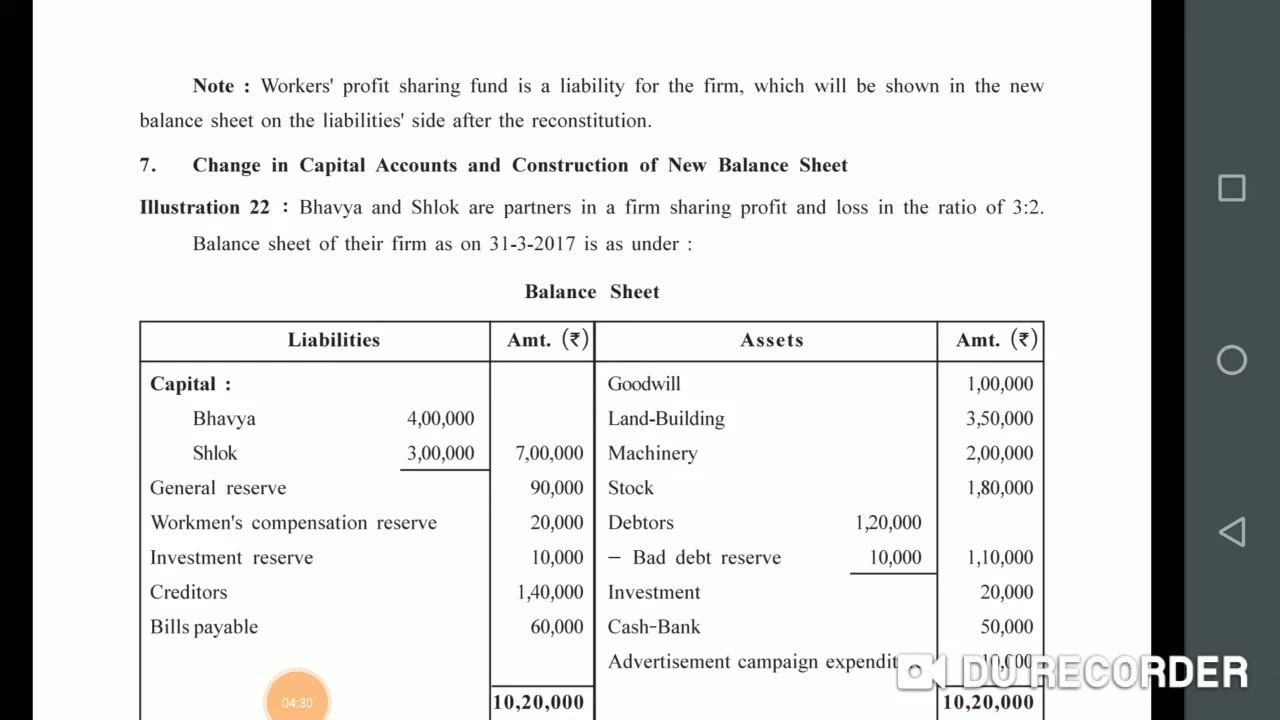 Note : Workers' profit sharing fund is a liability for the firm, which will be shown in the new
balance sheet on the liabilities' side after the reconstitution.
7. Change in Capital Accounts and Construction of New Balance Sheet
Illustration 22 : Bhavya and Shlok are partners in a firm sharing profit and loss in the ratio of 3:2.
Balance sheet of their firm as on 31-3-2017 is as under :
Balance Sheet
Liabilities Amt. (₹) Assets Amt. (₹)
Capital : Goodwill 1,00,000
Bhavya 4,00,000 Land-Building 3,50,000
Shlok 3,00,000 7,00,000 Machinery 2,00,000
General reserve 90,000 Stock 1,80,000
Workmen's compensation reserve 20,000 Debtors 1,20,000
Investment reserve 10,000 – Bad debt reserve 10,000 1,10,000
Creditors 1,40,000 Investment 20,000
Bills payable 60,000 Cash-Bank 50,000
Advertisement campaign 10,000
DU RECORDER
04:30
10,20,000 10,20,000